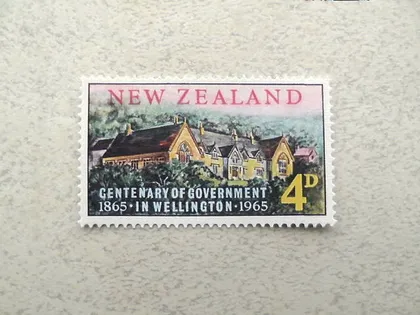 NEW ZEALAND
CENTENARY OF GOVERNMENT
1865·IN WELLINGTON·1965
4D